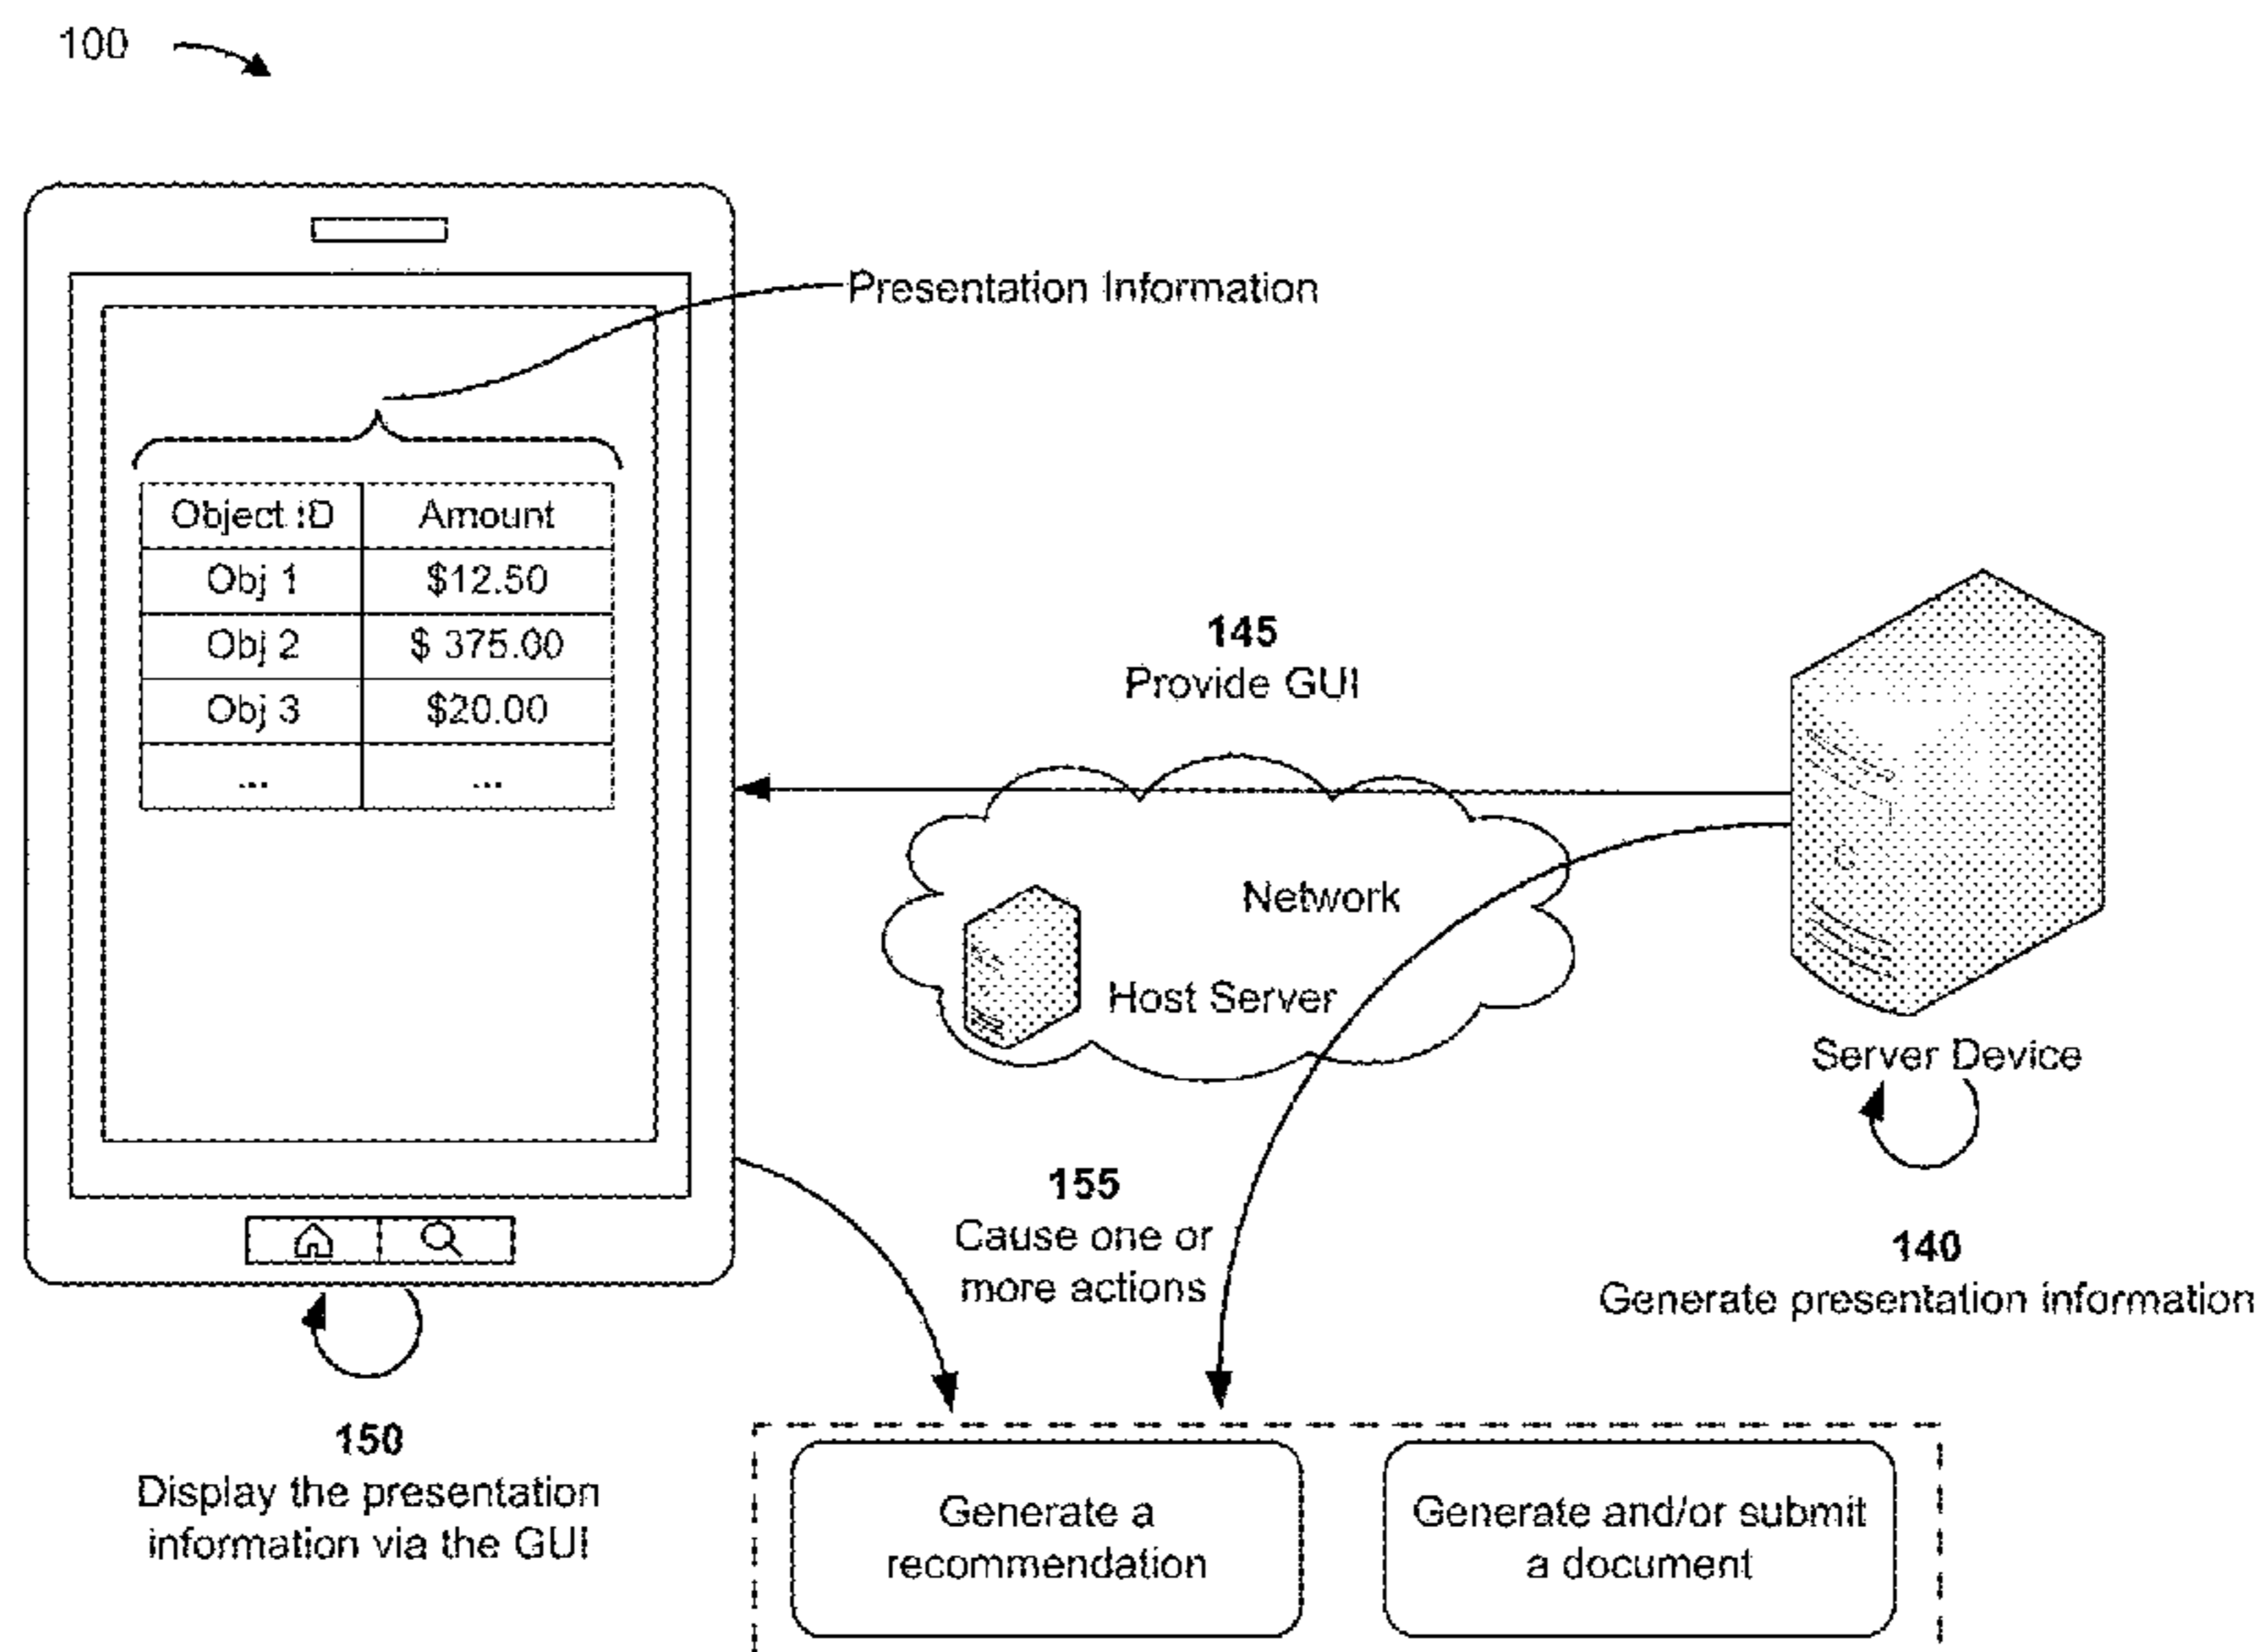 100
Presentation Information
Object ID Amount
Obj 1 $12.50
Obj 2 $ 375.00
Obj 3 $20.00
... ...
145
Provide GUI
Network
Host Server
Server Device
155
Cause one or
more actions
140
Generate presentation information
150
Display the presentation
information via the GUI
Generate a
recommendation
Generate and/or submit
a document